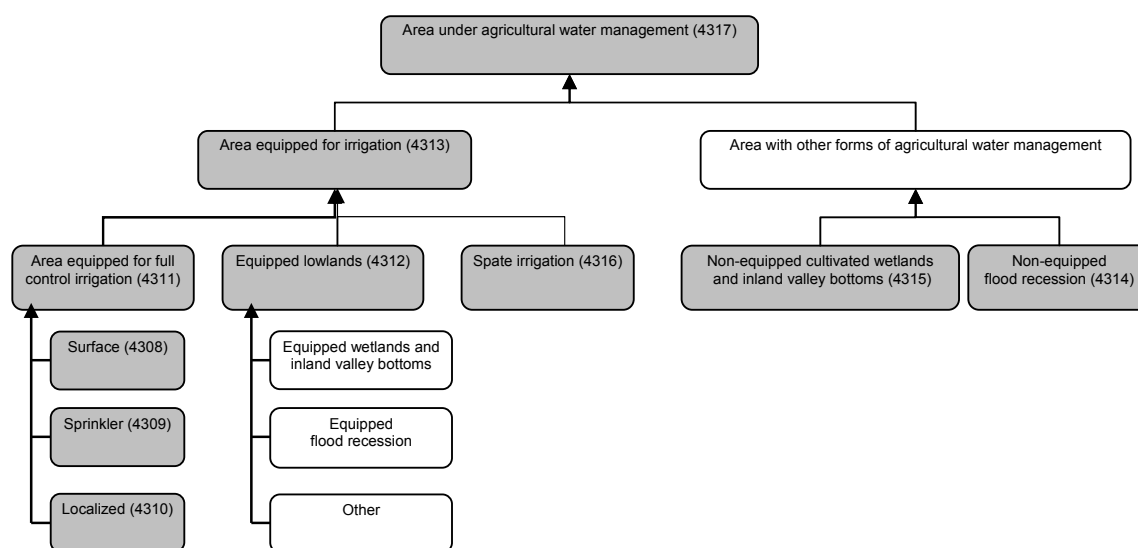 Area under agricultural water management (4317)
Area equipped for irrigation (4313)
Area with other forms of agricultural water management
Area equipped for full
control irrigation (4311)
Equipped lowlands (4312)
Spate irrigation (4316)
Non-equipped cultivated wetlands
and inland valley bottoms (4315)
Non-equipped
flood recession (4314)
Surface (4308)
Equipped wetlands and
inland valley bottoms
Sprinkler (4309)
Equipped
flood recession
Localized (4310)
Other